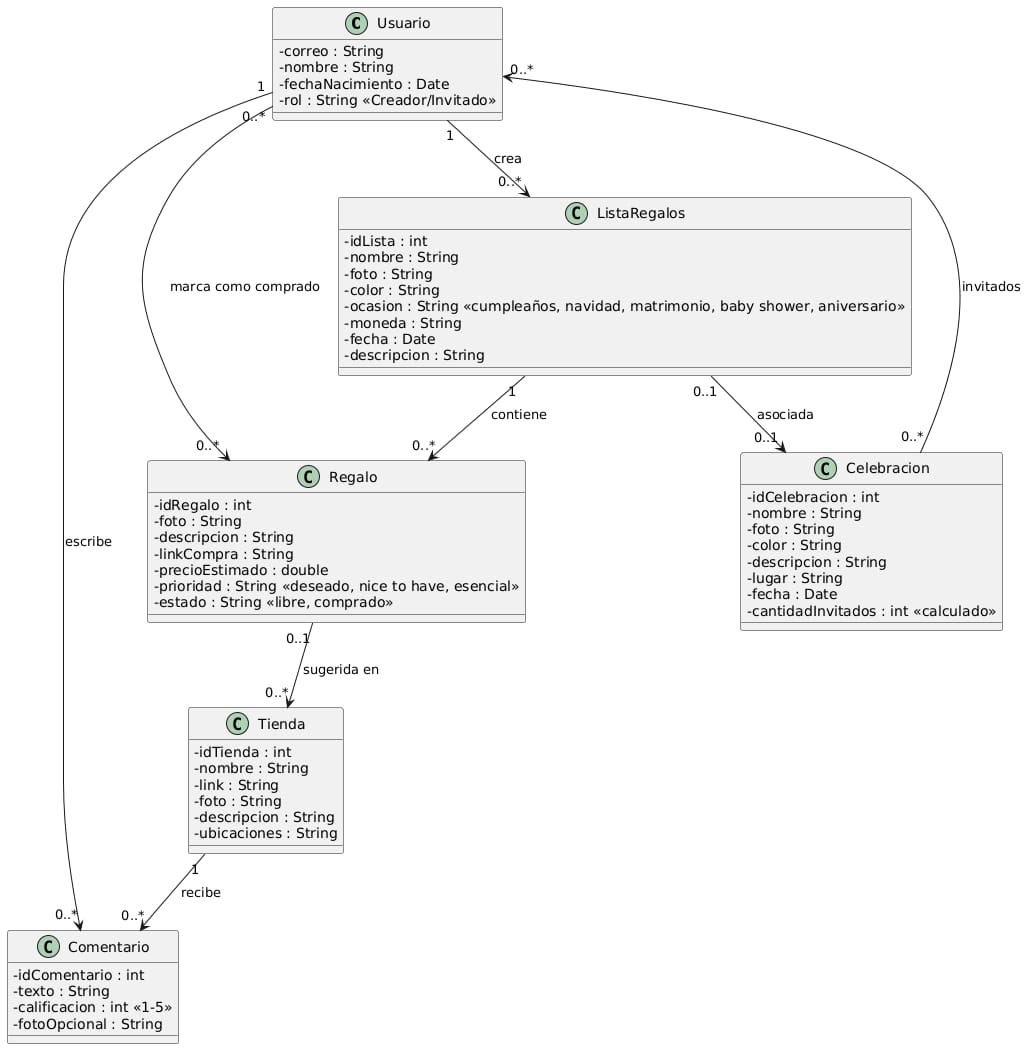 C Usuario
-correo : String
-nombre : String
-fechaNacimiento : Date
-rol : String «Creador/Invitado»
1
0..*
0..*
1
crea
0..*
C ListaRegalos
-idLista : int
-nombre : String
-foto : String
-color : String
-ocasion : String «cumpleaños, navidad, matrimonio, baby shower, aniversario»
-moneda : String
-fecha : Date
-descripcion : String
marca como comprado
invitados
1
0..1
contiene
asociada
0..*
0..*
0..1
0..*
C Regalo
-idRegalo : int
-foto : String
-descripcion : String
-linkCompra : String
-precioEstimado : double
-prioridad : String «deseado, nice to have, esencial»
-estado : String «libre, comprado»
C Celebracion
-idCelebracion : int
-nombre : String
-foto : String
-color : String
-descripcion : String
-lugar : String
-fecha : Date
-cantidadInvitados : int «calculado»
escribe
0..1
sugerida en
0..*
C Tienda
-idTienda : int
-nombre : String
-link : String
-foto : String
-descripcion : String
-ubicaciones : String
1
recibe
0..*
0..*
C Comentario
-idComentario : int
-texto : String
-calificacion : int «1-5»
-fotoOpcional : String